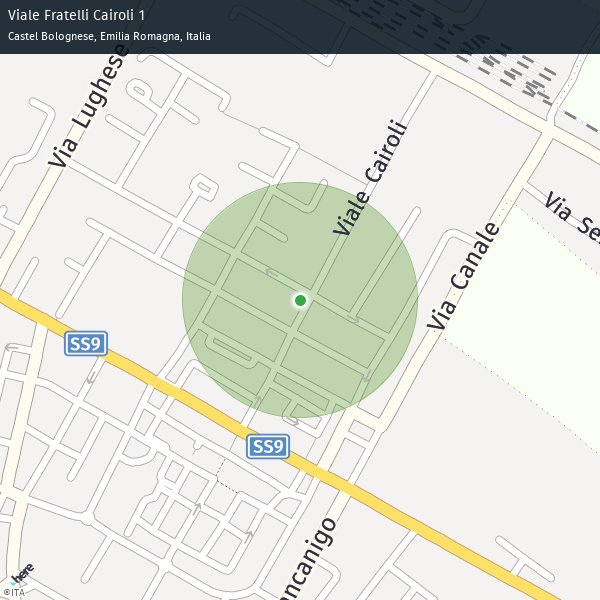 Viale Fratelli Cairoli 1
Castel Bolognese, Emilia Romagna, Italia
Via Lughese
Viale Cairoli
Via Canale
Via Se
SS9
SS9
ncanigo
here
©ITA